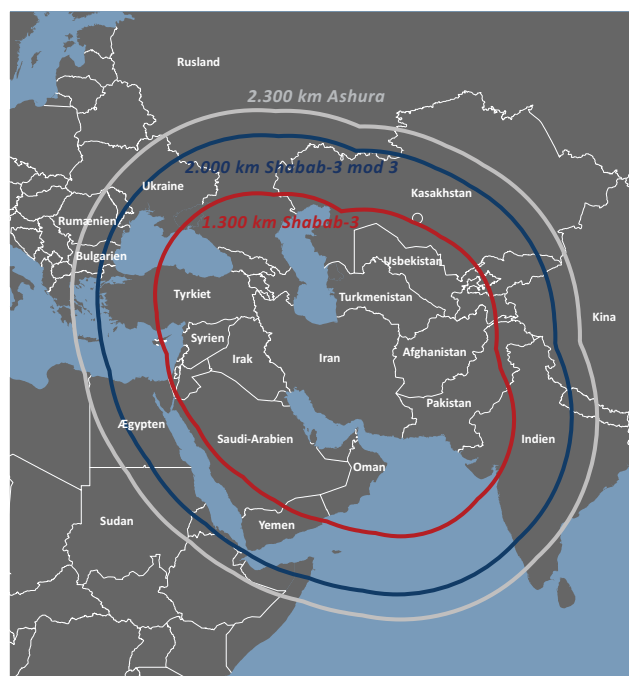 Rusland
2.300 km Ashura
2.000 km Shabab-3 mod 3
Ukraine
Kasakhstan
Rumænien
1.300 km Shabab-3
Bulgarien
Usbekistan
Tyrkiet
Turkmenistan
Kina
Syrien
Irak
Iran
Afghanistan
Pakistan
Ægypten
Saudi-Arabien
Indien
Oman
Sudan
Yemen